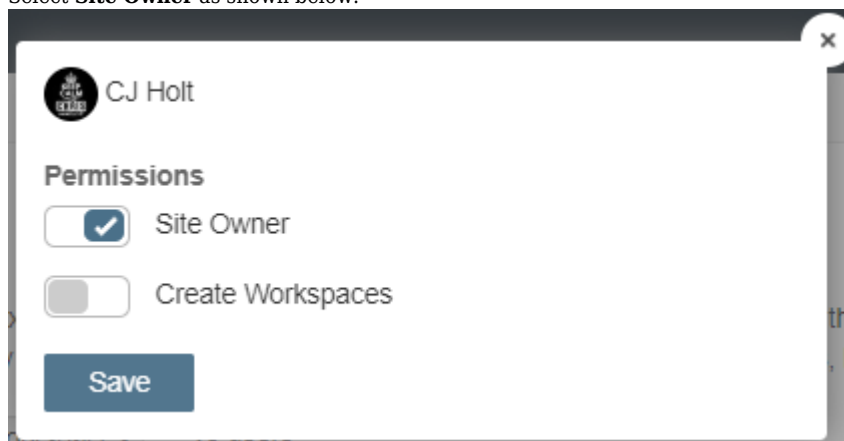 Select Site Owner as shown below:
CJ Holt
Permissions
Site Owner
Create Workspaces
Save